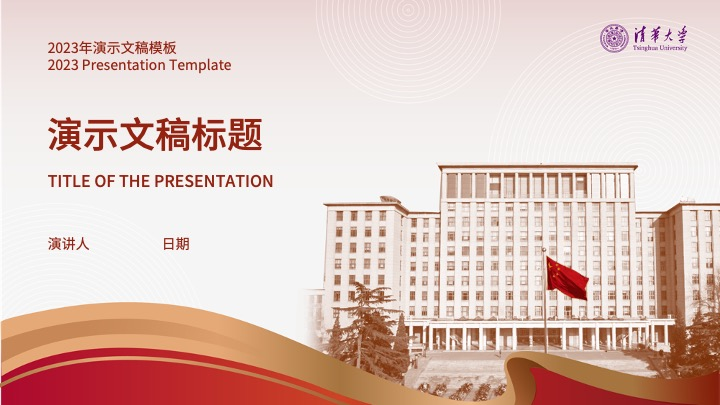 2023年演示文稿模板
2023 Presentation Template
清华大学
Tsinghua University
演示文稿标题
TITLE OF THE PRESENTATION
演讲人 日期